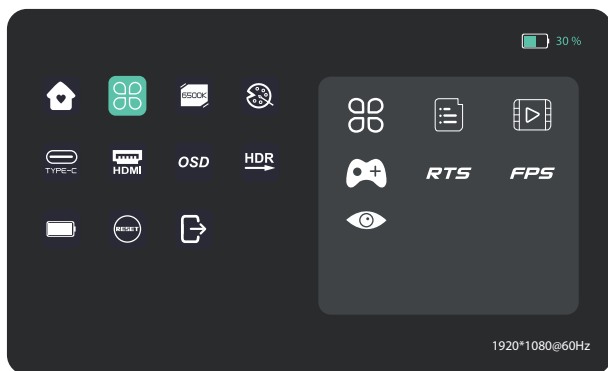 30 %
6500K
TYPE-C
HDMI
OSD
HDR
RTS
FPS
RESET
1920*1080@60Hz